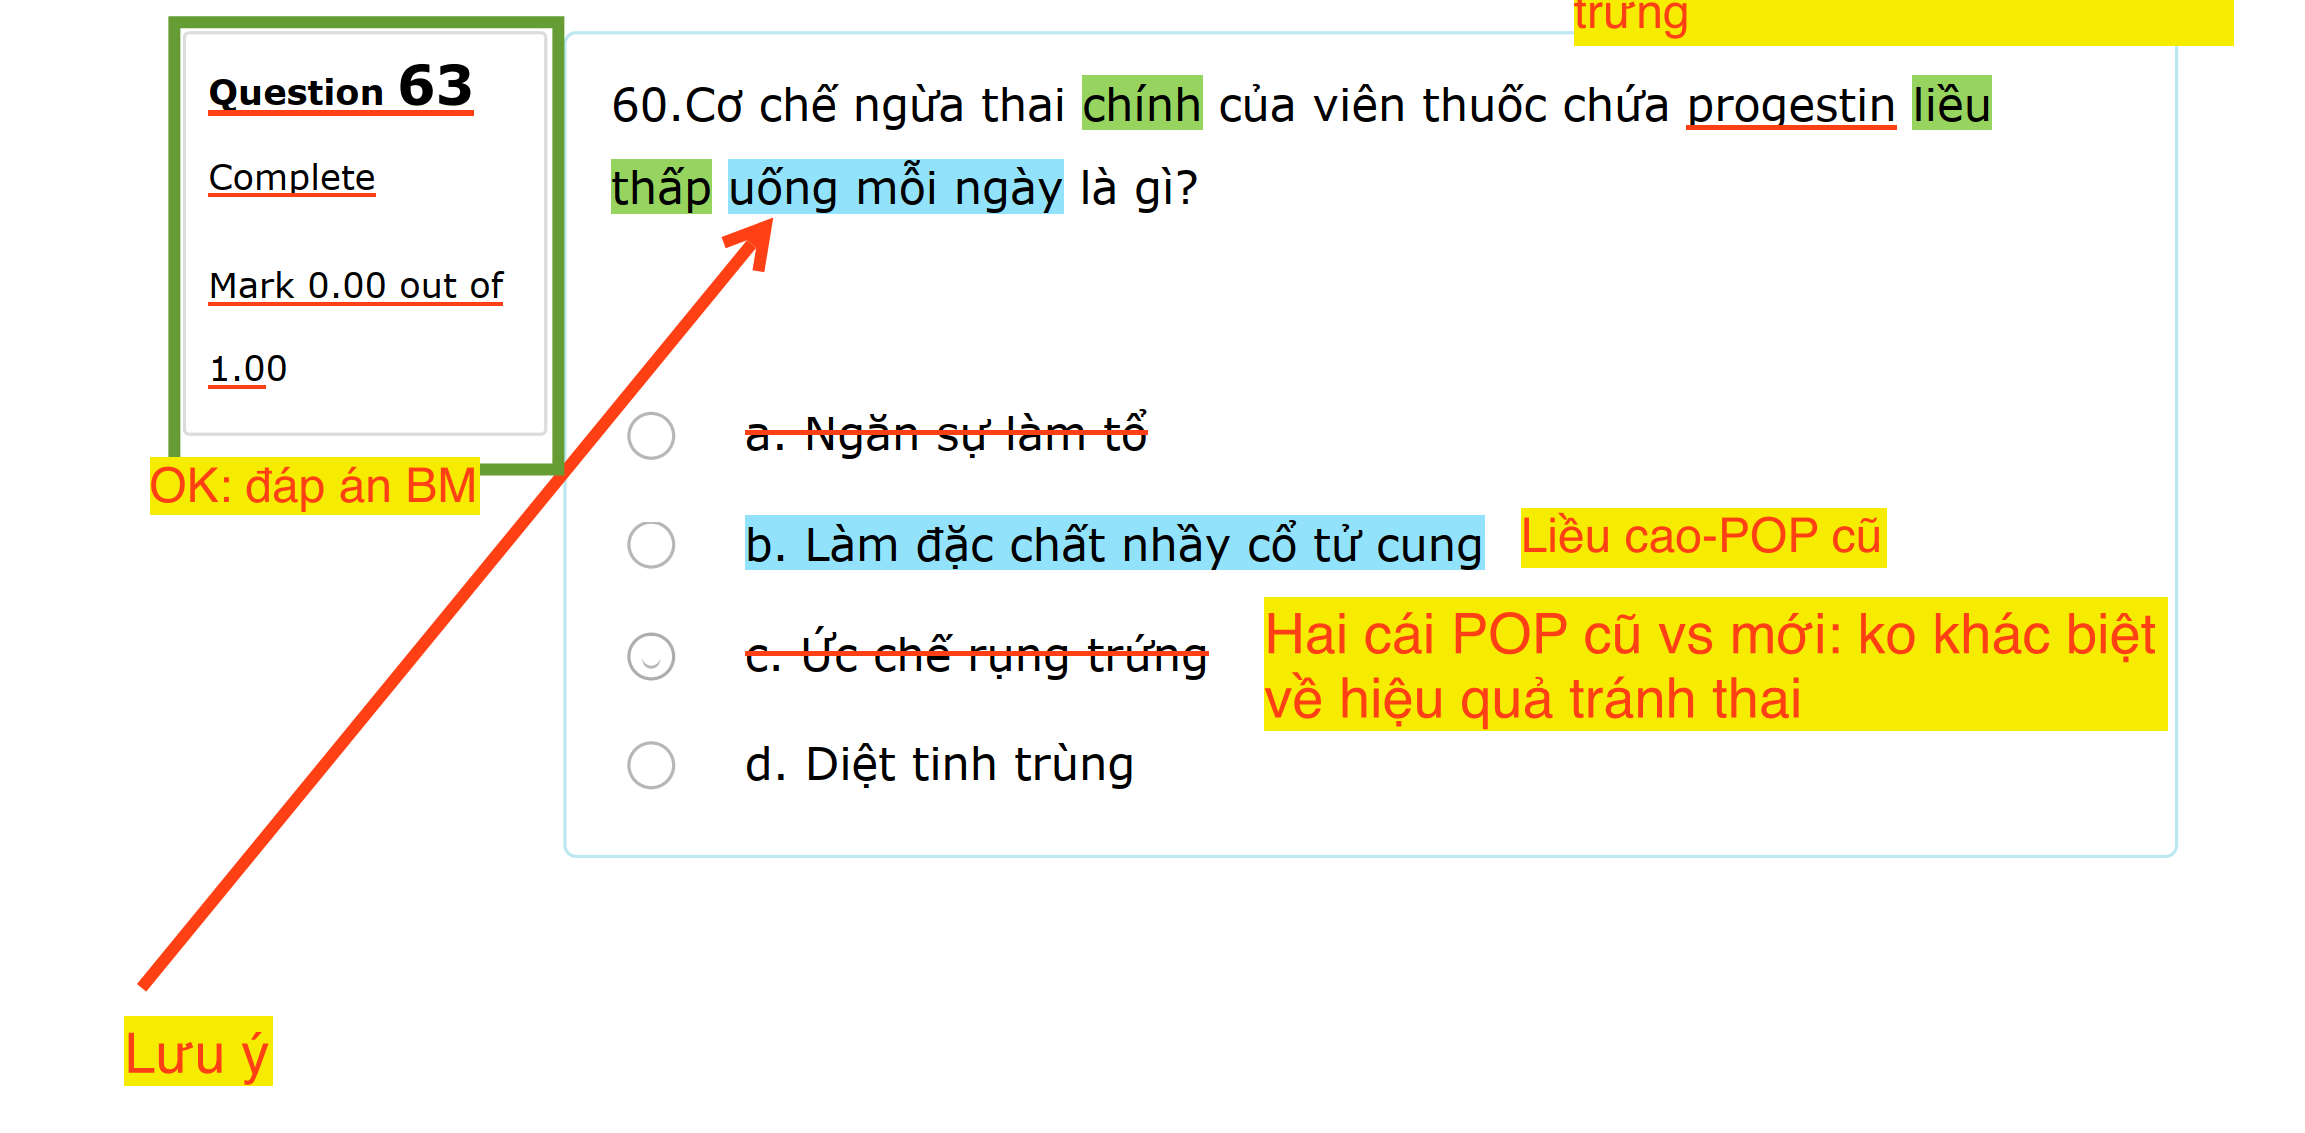 trưng
Question 63
Complete
Mark 0.00 out of
1.00
OK: đáp án BM
60.Cơ chế ngừa thai chính của viên thuốc chứa progestin liều
thấp uống mỗi ngày là gì?
a. Ngăn sự làm tổ
b. Làm đặc chất nhầy cổ tử cung
Liều cao-POP cũ
c. Ức chế rụng trứng
Hai cái POP cũ vs mới: ko khác biệt
về hiệu quả tránh thai
d. Diệt tinh trùng
Lưu ý